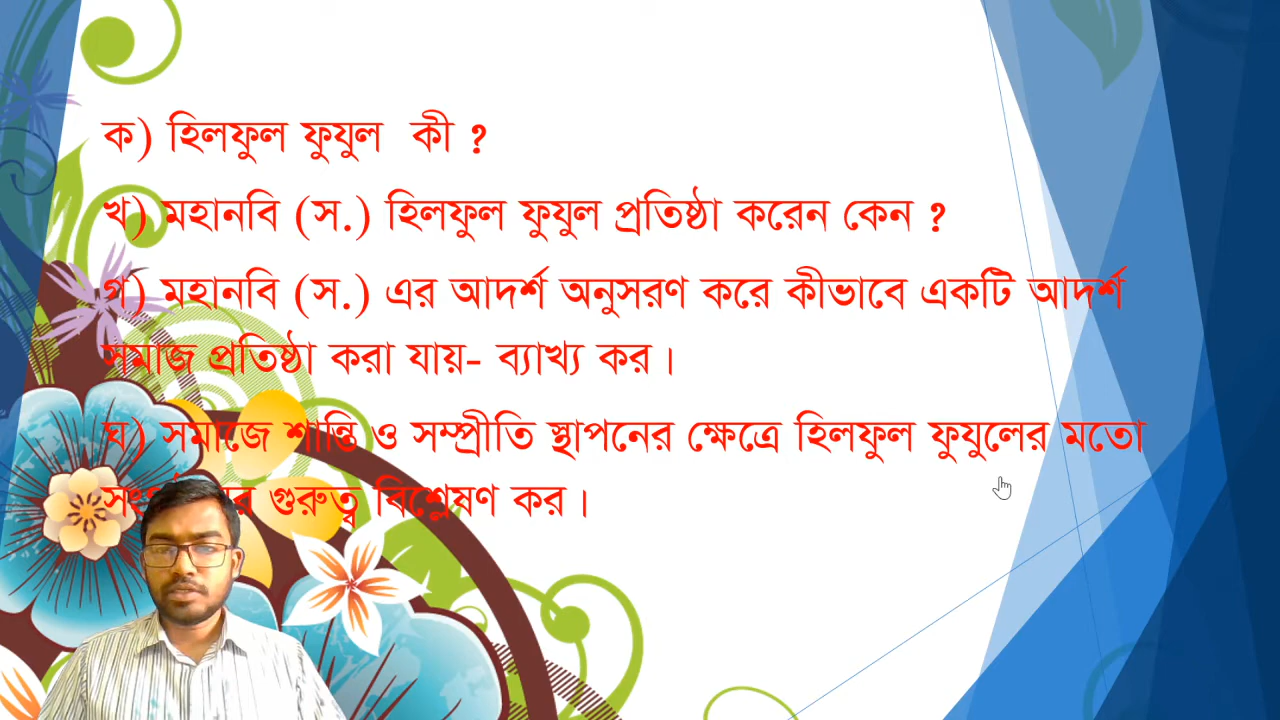 ক) হিলফুল ফুযুল কী ?
খ) মহানবি (স.) হিলফুল ফুযুল প্রতিষ্ঠা করেন কেন ?
গ) মহানবি (স.) এর আদর্শ অনুসরণ করে কীভাবে একটি আদর্শ
সমাজ প্রতিষ্ঠা করা যায়- ব্যাখ্য কর।
ঘ) সমাজে শান্তি ও সম্প্রীতি স্থাপনের ক্ষেত্রে হিলফুল ফুযুলের মতো
গুরুত্ব বিশ্লেষণ কর।